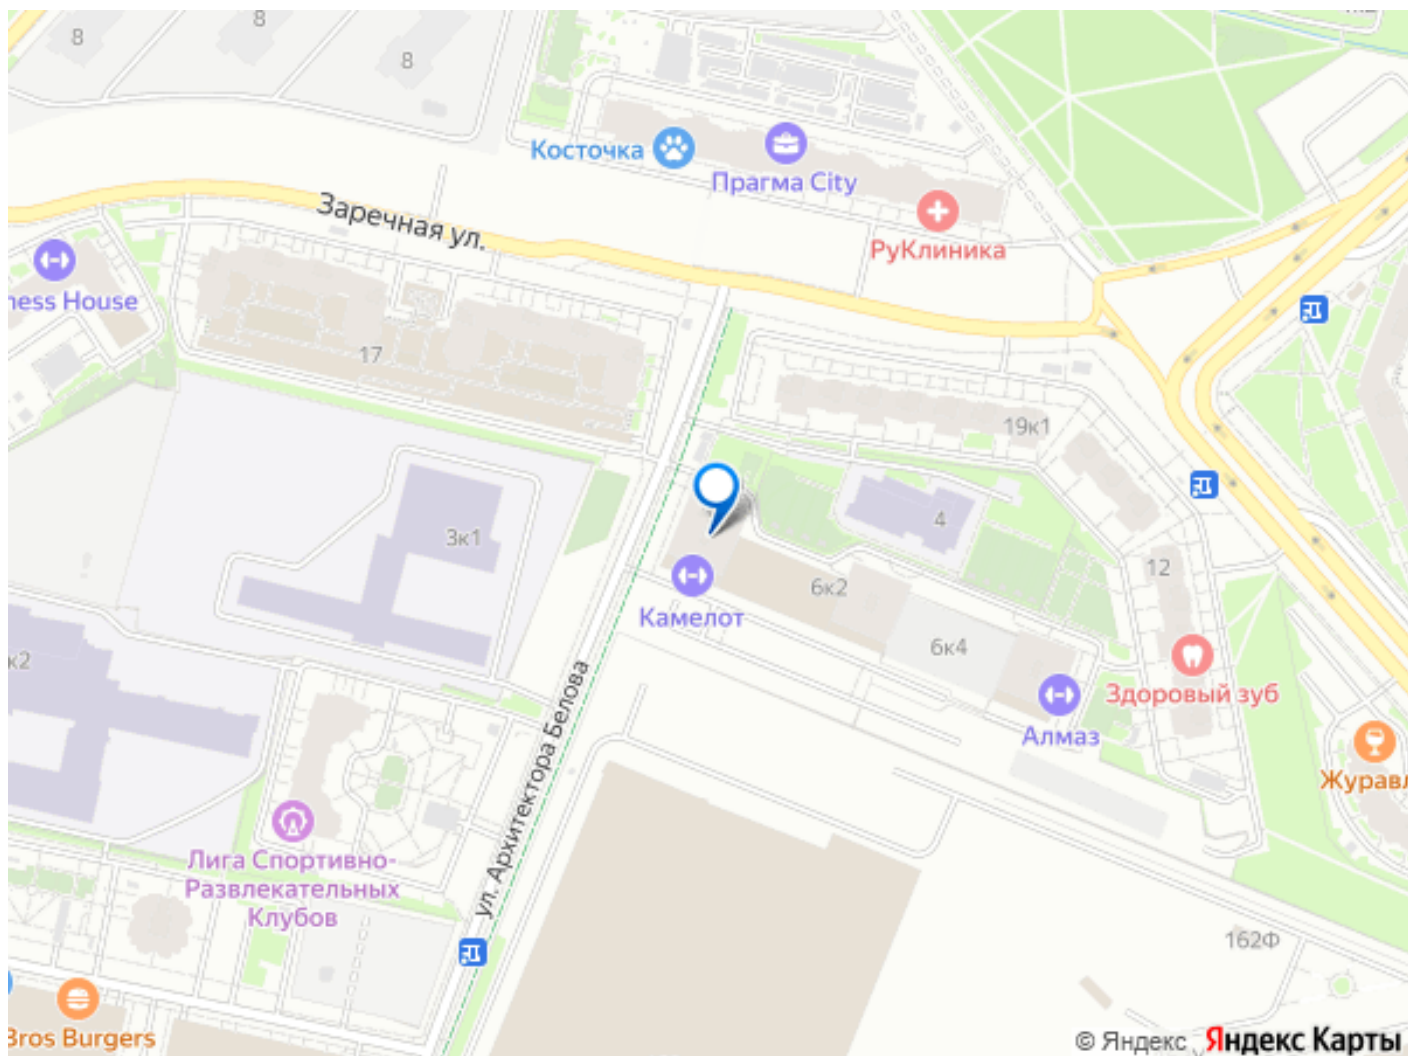 8
8
8
Косточка
Прагма City
РуКлиника
Заречная ул.
ness House
17
19к1
3к1
4
6к2
12
Камелот
6к4
к2
Здоровый зуб
Алмаз
ул. Архитектора Белова
Журавл
Лига Спортивно-
Развлекательных
Клубов
162Ф
Bros Burgers
© Яндекс Яндекс Карты